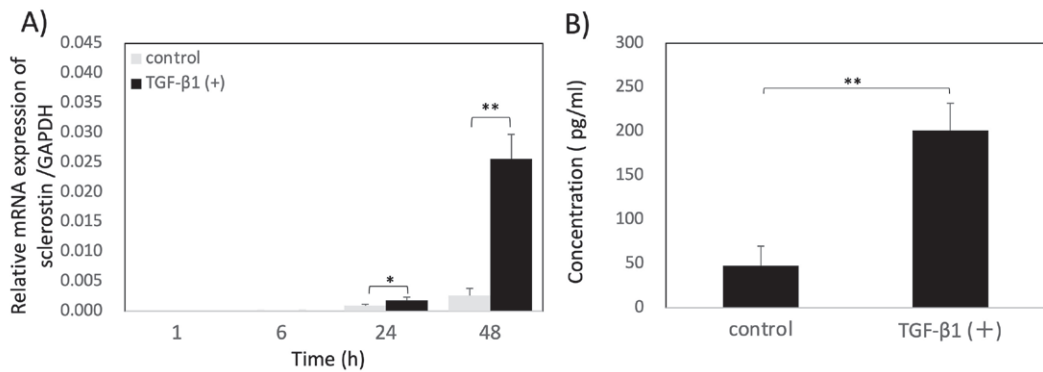 A)
Relative mRNA expression of
sclerostin /GAPDH
0.045
0.040
0.035
0.030
0.025
0.020
0.015
0.010
0.005
0.000
control
TGF-β1 (+)
*
**
1 6 24 48
Time (h)
B)
Concentration ( pg/ml)
300
250
200
150
100
50
0
**
control TGF-β1 (+)